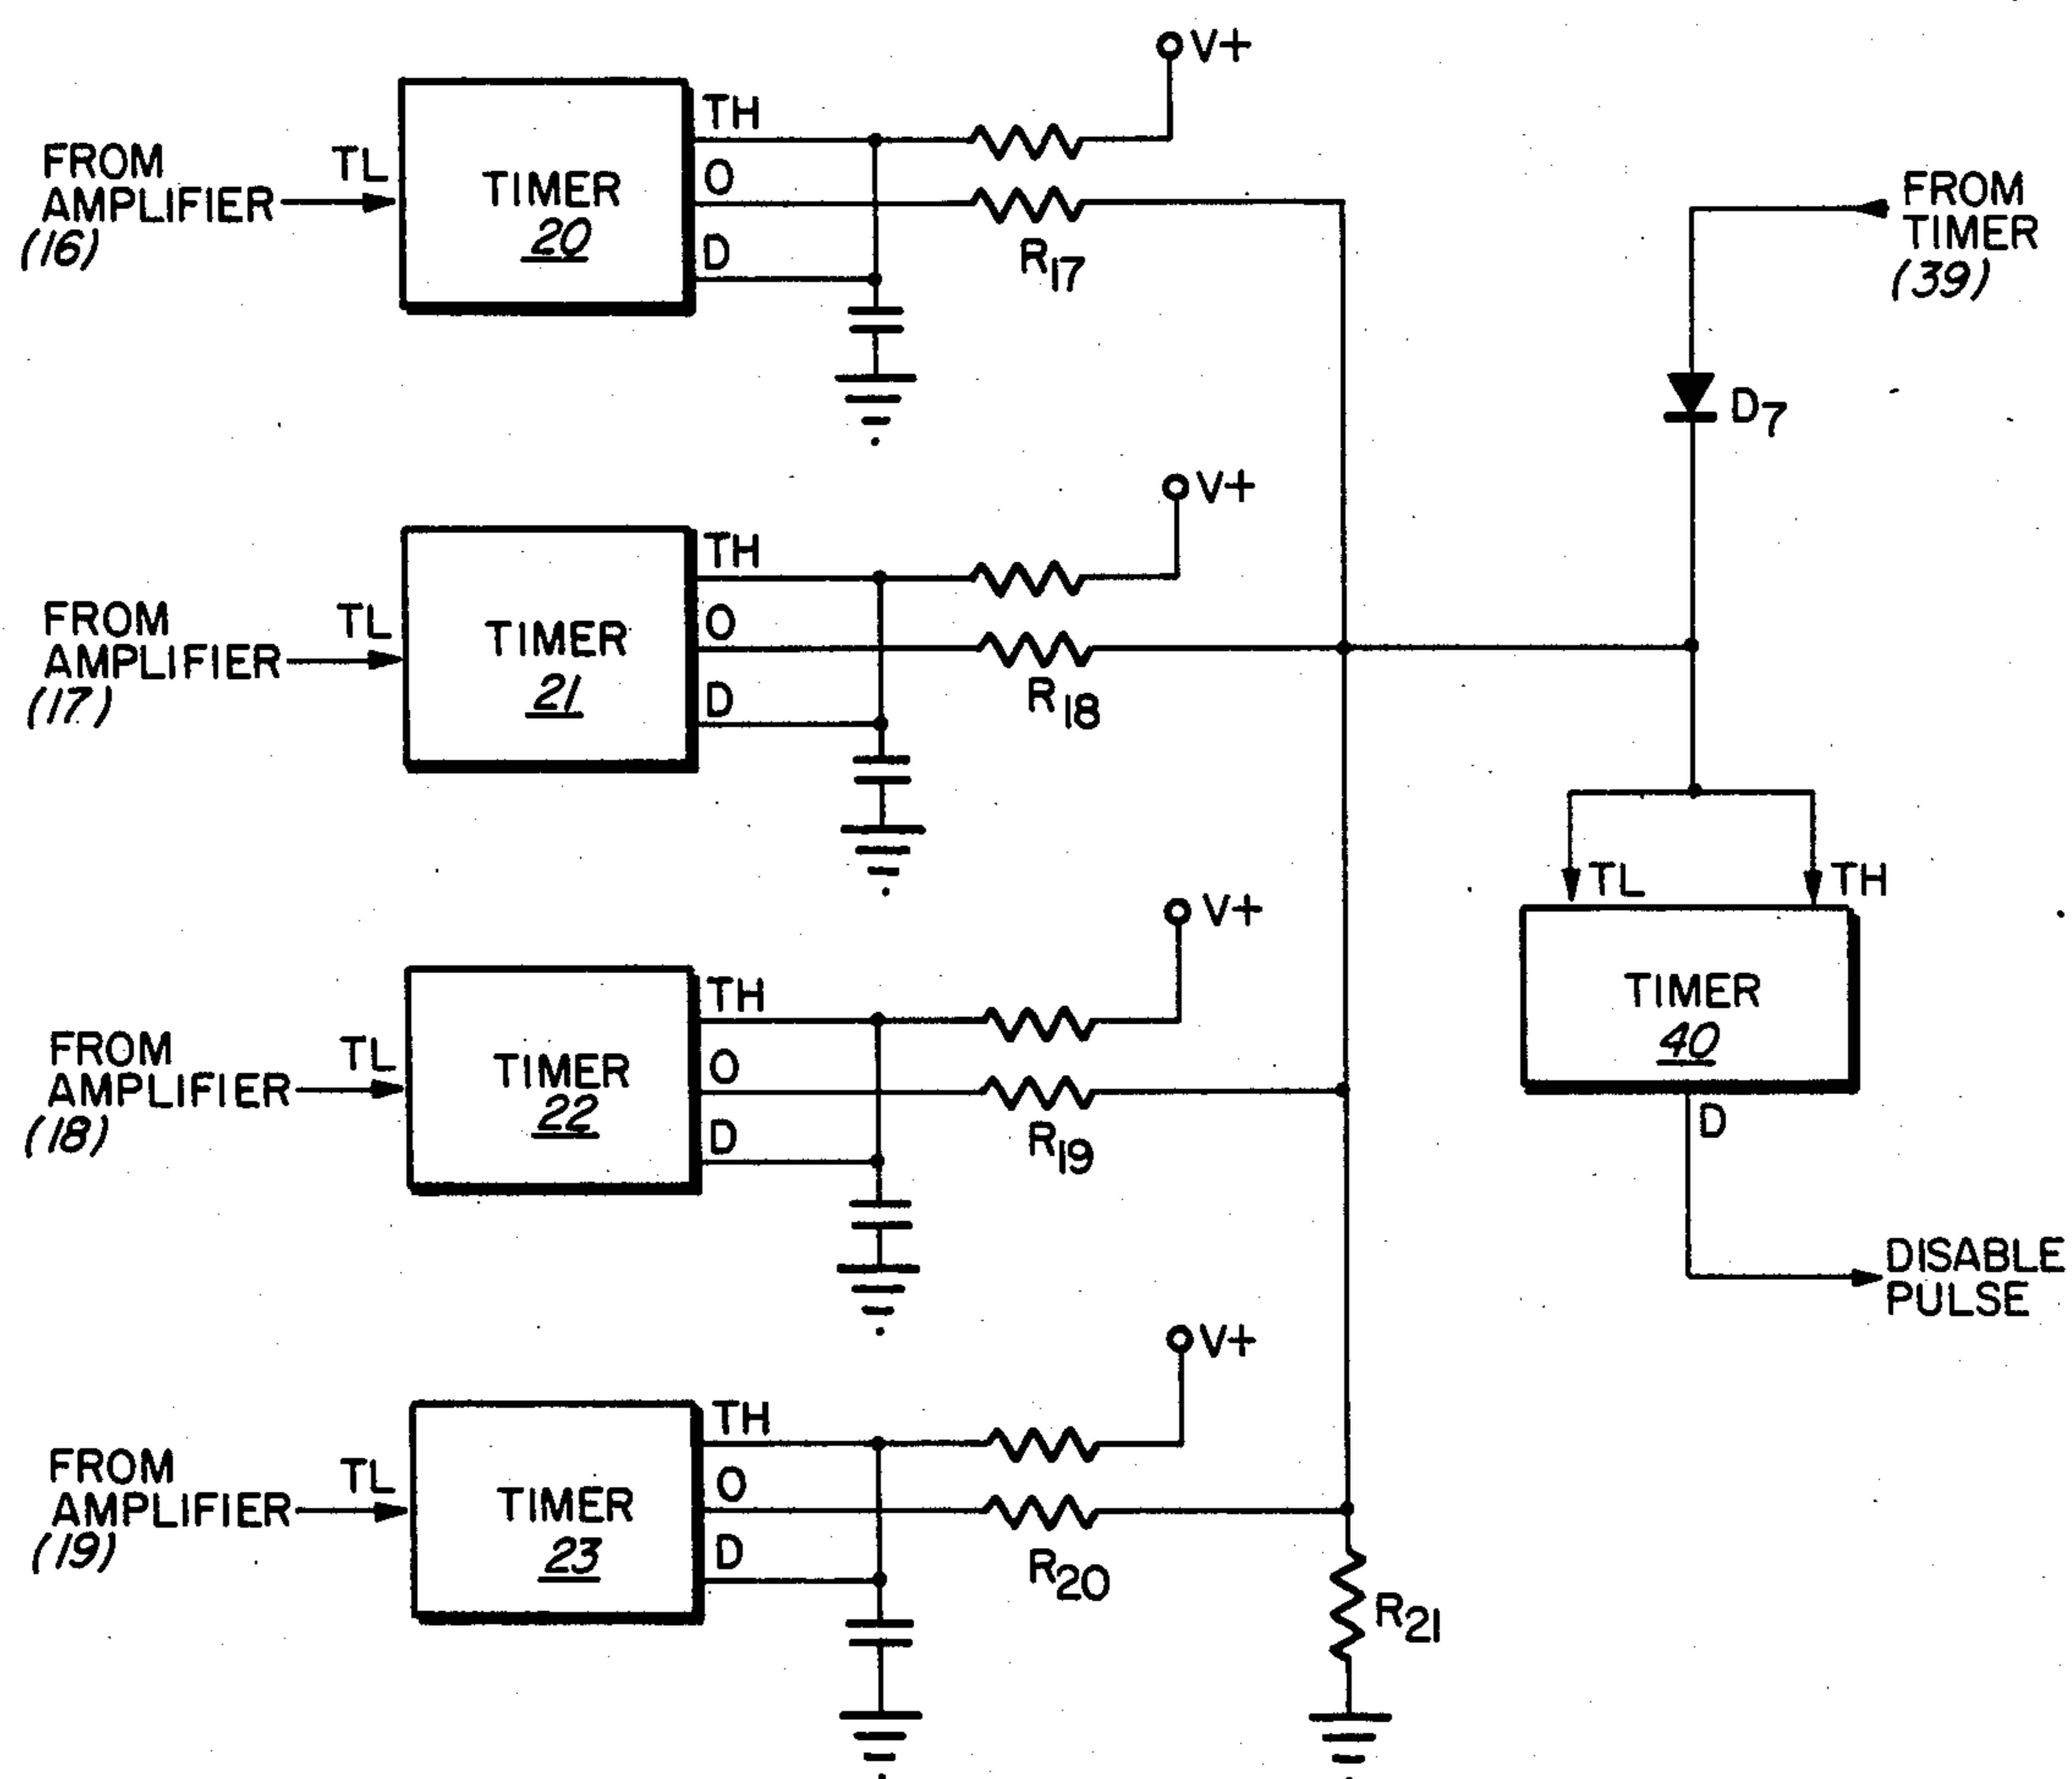 V+
TH
FROM
AMPLIFIER
(16)
TL
TIMER
20
O
D
R17
FROM
TIMER
(39)
D7
V+
TH
FROM
AMPLIFIER
(17)
TL
TIMER
21
O
D
R18
V+
TH
FROM
AMPLIFIER
(18)
TL
TIMER
22
O
D
R19
TL
TH
TIMER
40
D
DISABLE
PULSE
V+
TH
FROM
AMPLIFIER
(19)
TL
TIMER
23
O
D
R20
R21